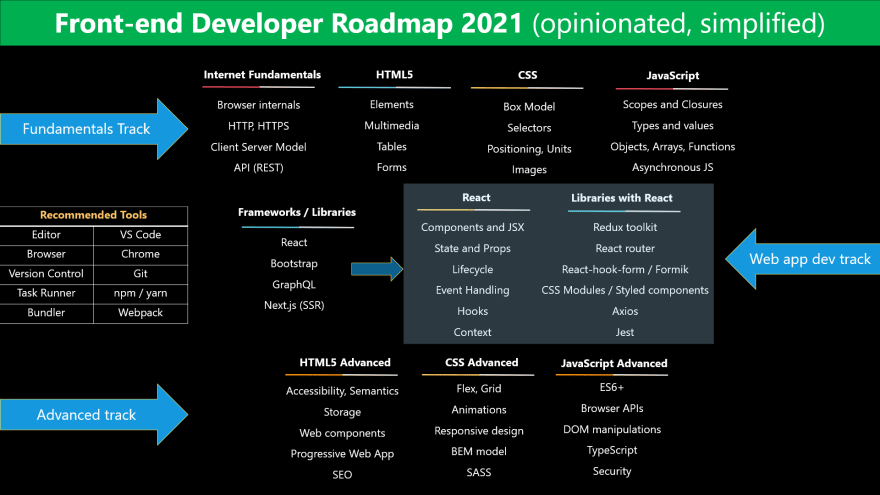 Front-end Developer Roadmap 2021 (opinionated, simplified)
Fundamentals Track
Internet Fundamentals
Browser internals
HTTP, HTTPS
Client Server Model
API (REST)
HTML5
Elements
Multimedia
Tables
Forms
CSS
Box Model
Selectors
Positioning, Units
Images
JavaScript
Scopes and Closures
Types and values
Objects, Arrays, Functions
Asynchronous JS
Recommended Tools
Editor VS Code
Browser Chrome
Version Control Git
Task Runner npm / yarn
Bundler Webpack
Frameworks / Libraries
React
Bootstrap
GraphQL
Next.js (SSR)
React
Components and JSX
State and Props
Lifecycle
Event Handling
Hooks
Context
Libraries with React
Redux toolkit
React router
React-hook-form / Formik
CSS Modules / Styled components
Axios
Jest
Web app dev track
Advanced track
HTML5 Advanced
Accessibility, Semantics
Storage
Web components
Progressive Web App
SEO
CSS Advanced
Flex, Grid
Animations
Responsive design
BEM model
SASS
JavaScript Advanced
ES6+
Browser APIs
DOM manipulations
TypeScript
Security